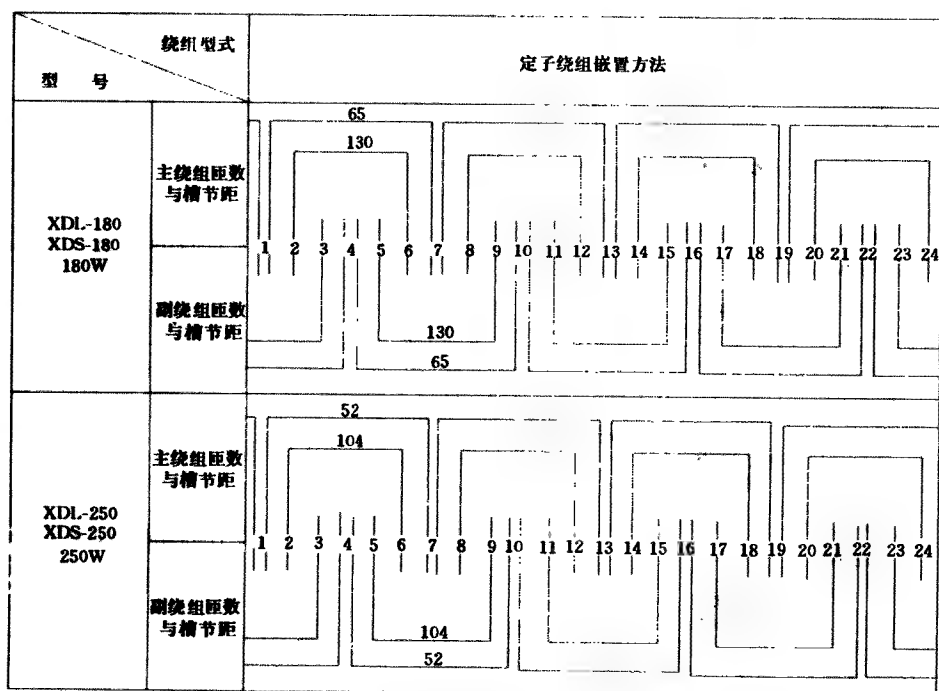 绕组型式
型 号
定子绕组嵌置方法
XDL-180
XDS-180
180W
主绕组匝数
与槽节距
副绕组匝数
与槽节距
65
130
1 2 3 4 5 6 7 8 9 10 11 12 13 14 15 16 17 18 19 20 21 22 23 24
130
65
XDL-250
XDS-250
250W
主绕组匝数
与槽节距
副绕组匝数
与槽节距
52
104
1 2 3 4 5 6 7 8 9 10 11 12 13 14 15 16 17 18 19 20 21 22 23 24
104
52